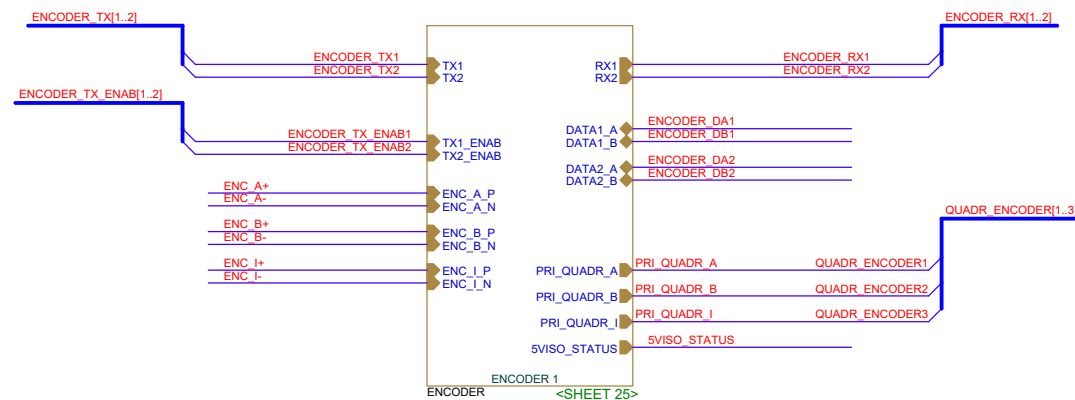 ENCODER_TX[1..2]
ENCODER_RX[1..2]
ENCODER_TX1
TX1
RX1
ENCODER_RX1
ENCODER_TX2
TX2
RX2
ENCODER_RX2
ENCODER_TX_ENAB[1..2]
DATA1_A
ENCODER_DA1
ENCODER_TX_ENAB1
TX1_ENAB
DATA1_B
ENCODER_DB1
ENCODER_TX_ENAB2
TX2_ENAB
DATA2_A
ENCODER_DA2
DATA2_B
ENCODER_DB2
ENC_A+
ENC_A_P
ENC_A-
ENC_A_N
QUADR_ENCODER[1..3]
ENC_B+
ENC_B_P
ENC_B-
ENC_B_N
ENC_I+
ENC_I_P
PRI_QUADR_A
PRI_QUADR_A
QUADR_ENCODER1
ENC_I-
ENC_I_N
PRI_QUADR_B
PRI_QUADR_B
QUADR_ENCODER2
PRI_QUADR_I
PRI_QUADR_I
QUADR_ENCODER3
5VISO_STATUS
5VISO_STATUS
ENCODER 1
ENCODER
<SHEET 25>